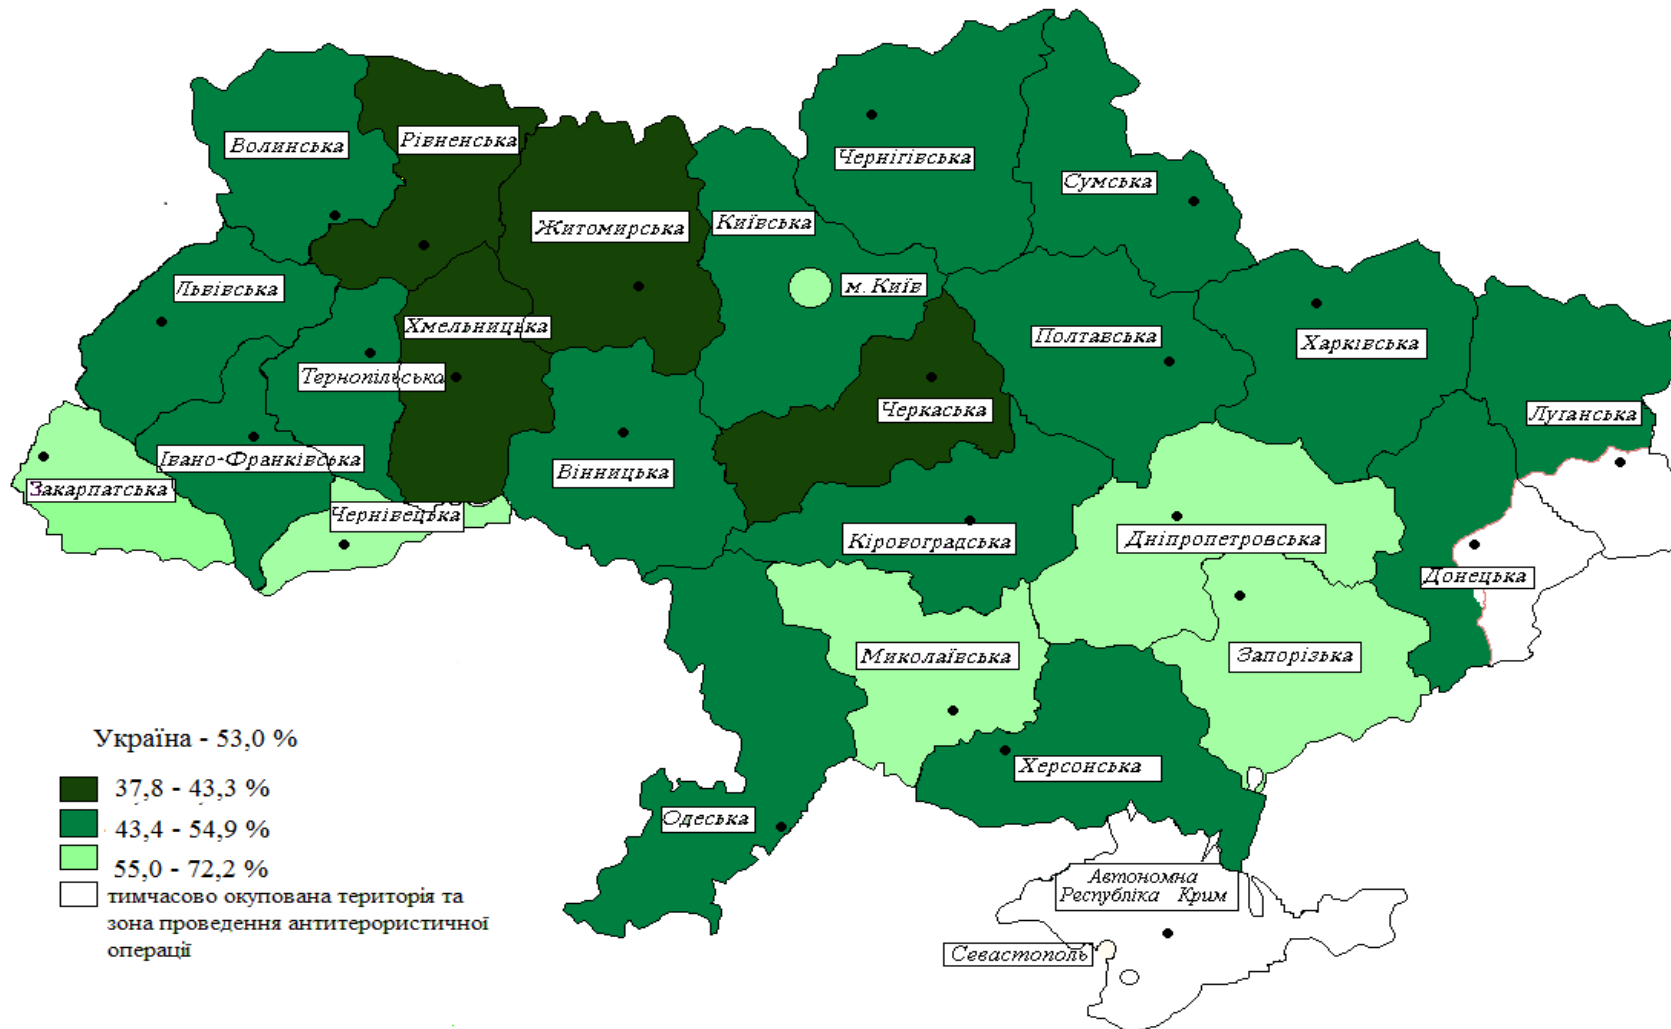 Волинська
Рівненська
Житомирська
Київська
Чернігівська
Сумська
Львівська
Хмельницька
м. Київ
Полтавська
Харківська
Тернопільська
Черкаська
Луганська
Івано-Франківська
Закарпатська
Чернівецька
Вінницька
Кіровоградська
Дніпропетровська
Донецька
Миколаївська
Запорізька
Херсонська
Одеська
Автономна
Республіка Крим
Севастополь
Україна - 53,0 %
37,8 - 43,3 %
43,4 - 54,9 %
55,0 - 72,2 %
тимчасово окупована територія та
зона проведення антитерористичної
операції